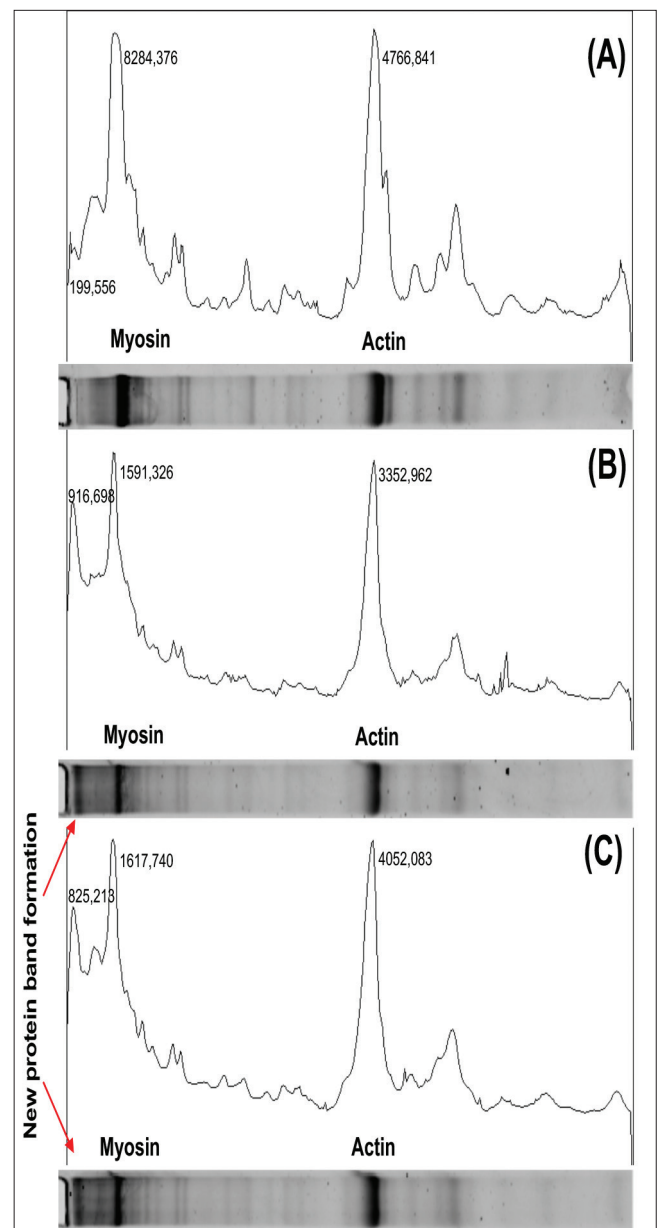 (A)
8284,376
4766,841
199,556
Myosin
Actin
(B)
1591,326
3352,962
916,698
Myosin
Actin
(C)
1617,740
4052,083
825,213
Myosin
Actin
New protein band formation